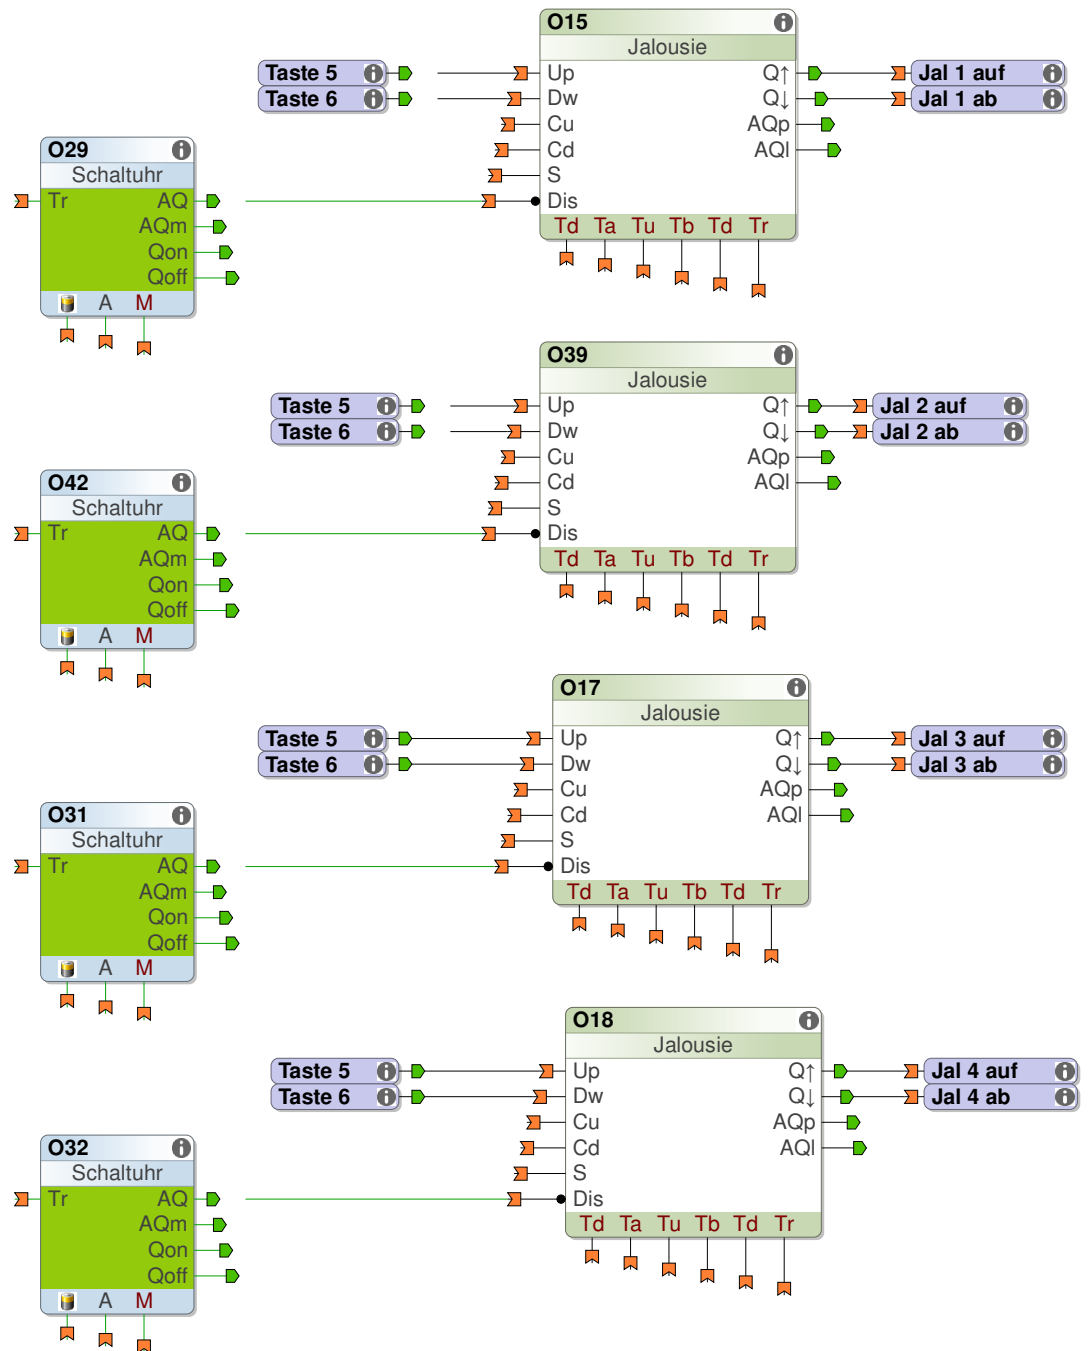 O15
Jalousie
Taste 5 Up Q↑ Jal 1 auf
Taste 6 Dw Q↓ Jal 1 ab
Cu AQp
Cd AQl
S
Dis
Td Ta Tu Tb Td Tr
O29
Schaltuhr
Tr AQ
AQm
Qon
Qoff
A M
O39
Jalousie
Taste 5 Up Q↑ Jal 2 auf
Taste 6 Dw Q↓ Jal 2 ab
Cu AQp
Cd AQl
S
Dis
Td Ta Tu Tb Td Tr
O42
Schaltuhr
Tr AQ
AQm
Qon
Qoff
A M
O17
Jalousie
Taste 5 Up Q↑ Jal 3 auf
Taste 6 Dw Q↓ Jal 3 ab
Cu AQp
Cd AQl
S
Dis
Td Ta Tu Tb Td Tr
O31
Schaltuhr
Tr AQ
AQm
Qon
Qoff
A M
O18
Jalousie
Taste 5 Up Q↑ Jal 4 auf
Taste 6 Dw Q↓ Jal 4 ab
Cu AQp
Cd AQl
S
Dis
Td Ta Tu Tb Td Tr
O32
Schaltuhr
Tr AQ
AQm
Qon
Qoff
A M